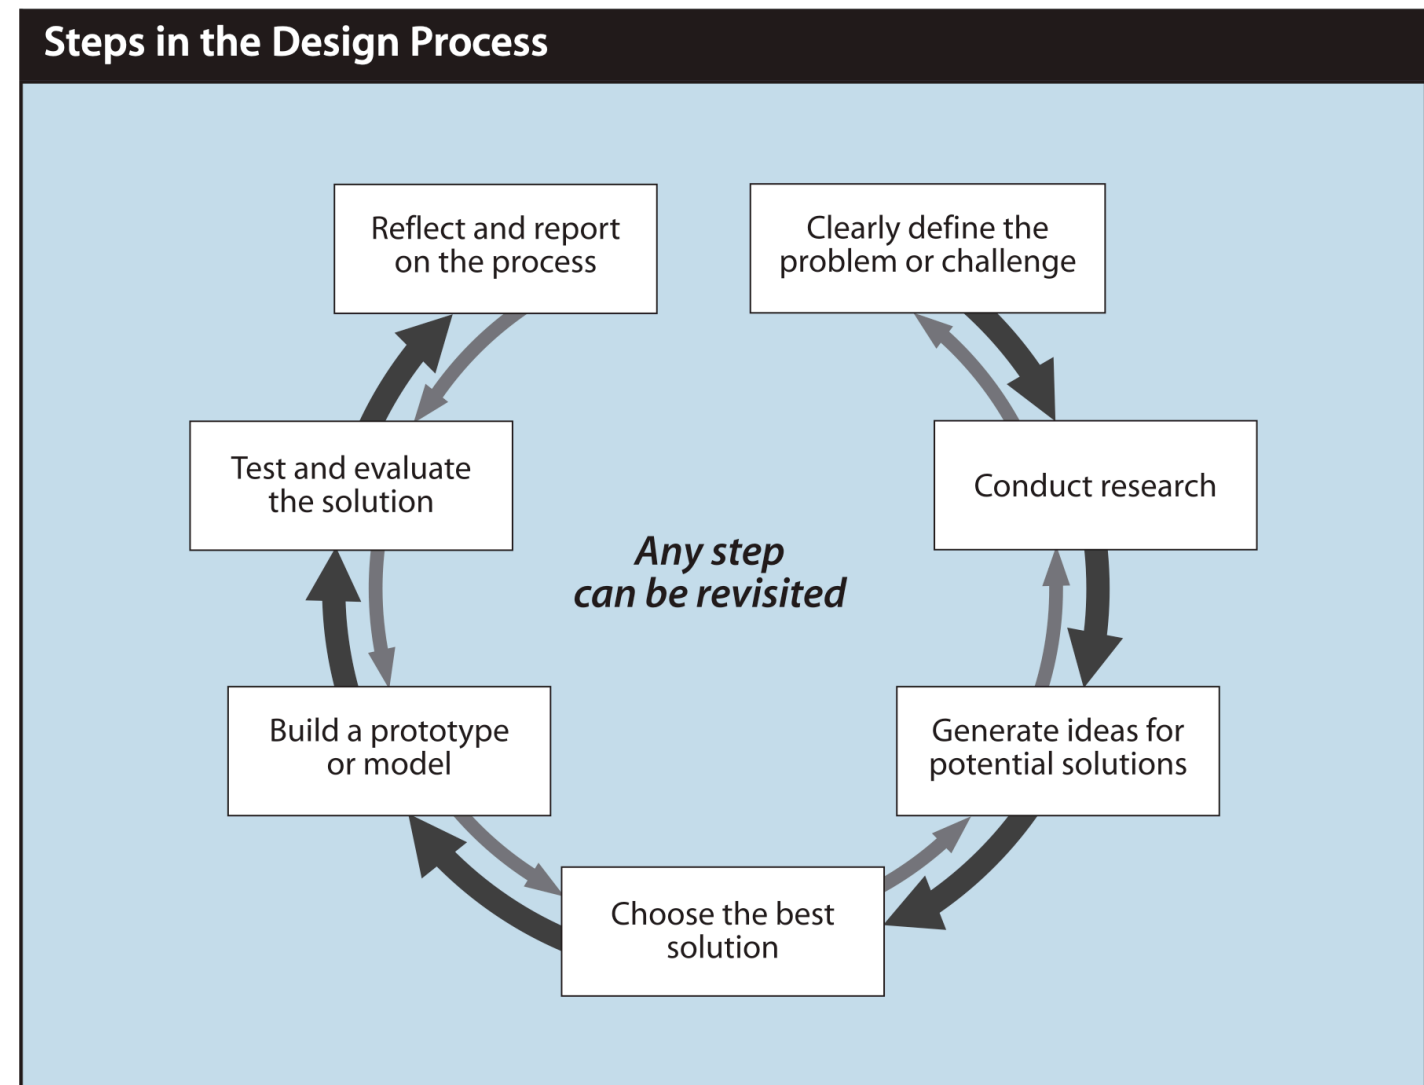 Steps in the Design Process
Reflect and report
on the process
Clearly define the
problem or challenge
Test and evaluate
the solution
Conduct research
Any step
can be revisited
Build a prototype
or model
Generate ideas for
potential solutions
Choose the best
solution